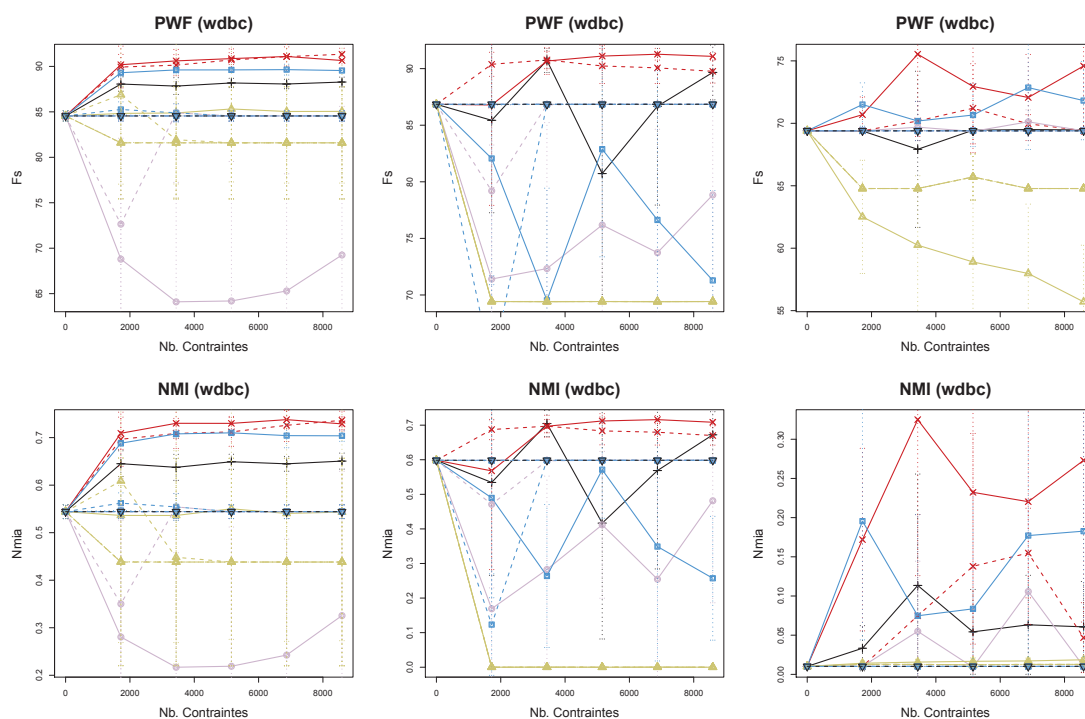 PWF (wdbc)
Fs
90
85
80
75
70
65
0 2000 4000 6000 8000
Nb. Contraintes
PWF (wdbc)
Fs
90
85
80
75
70
0 2000 4000 6000 8000
Nb. Contraintes
PWF (wdbc)
Fs
75
70
65
60
55
0 2000 4000 6000 8000
Nb. Contraintes
NMI (wdbc)
Nmia
0.7
0.6
0.5
0.4
0.3
0.2
0 2000 4000 6000 8000
Nb. Contraintes
NMI (wdbc)
Nmia
0.7
0.6
0.5
0.4
0.3
0.2
0.1
0.0
0 2000 4000 6000 8000
Nb. Contraintes
NMI (wdbc)
Nmia
0.30
0.25
0.20
0.15
0.10
0.05
0.00
0 2000 4000 6000 8000
Nb. Contraintes